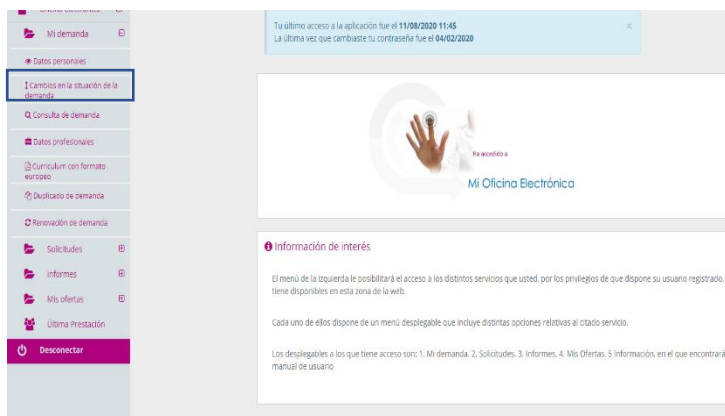 Oficina electrónica
Mi demanda
Datos personales
Cambios en la situación de la
demanda
Consulta de demanda
Datos profesionales
Curriculum con formato
europeo
Duplicado de demanda
Renovación de demanda
Solicitudes
Informes
Mis ofertas
Última Prestación
Desconectar
Tu último acceso a la aplicación fue el 11/08/2020 11:45
La última vez que cambiaste tu contraseña fue el 04/02/2020
x
Ha accedido a
Mi Oficina Electrónica
Información de interés
El menú de la izquierda le posibilitará el acceso a los distintos servicios que usted, por los privilegios de que dispone su usuario registrado,
tiene disponibles en esta zona de la web.
Cada uno de ellos dispone de un menú desplegable que incluye distintas opciones relativas al citado servicio.
Los desplegables a los que tiene acceso son: 1. Mi demanda. 2. Solicitudes. 3. Informes. 4. Mis Ofertas. 5 Información, en el que encontrará
manual de usuario